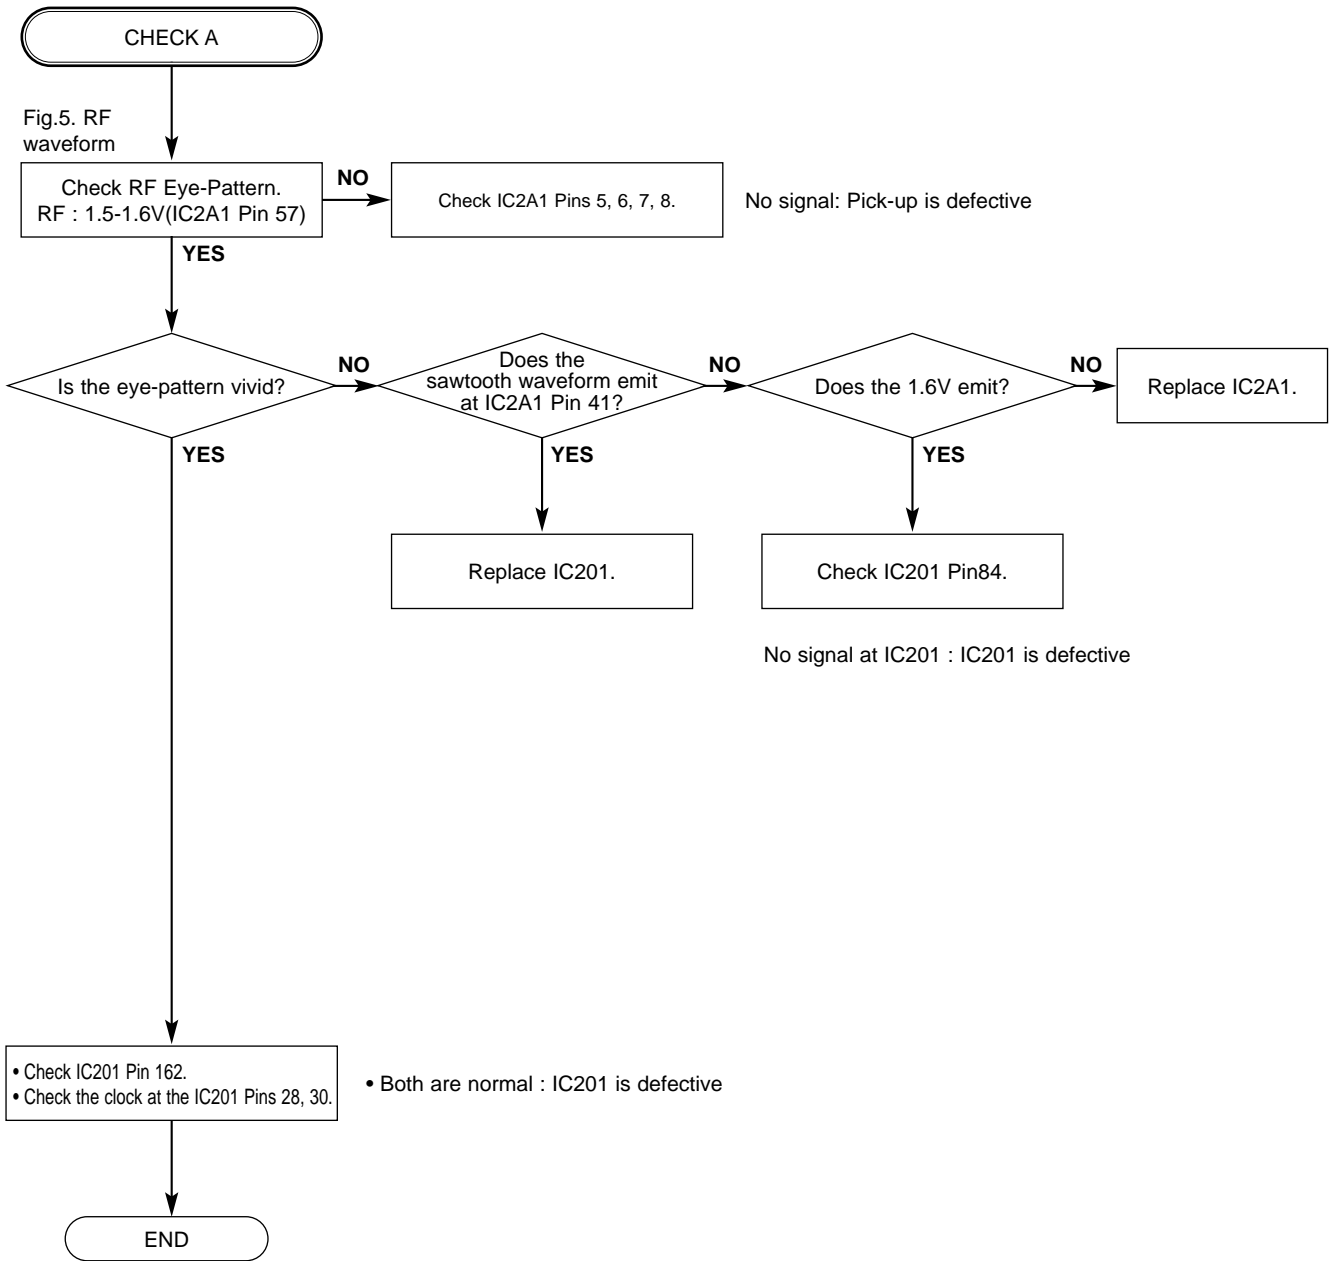 CHECK A
Fig.5. RF
waveform
Check RF Eye-Pattern.
RF : 1.5-1.6V(IC2A1 Pin 57)
NO
Check IC2A1 Pins 5, 6, 7, 8.
No signal: Pick-up is defective
YES
Is the eye-pattern vivid?
NO
Does the
sawtooth waveform emit
at IC2A1 Pin 41?
NO
Does the 1.6V emit?
NO
Replace IC2A1.
YES
YES
YES
Replace IC201.
Check IC201 Pin84.
No signal at IC201 : IC201 is defective
• Check IC201 Pin 162.
• Check the clock at the IC201 Pins 28, 30.
• Both are normal : IC201 is defective
END